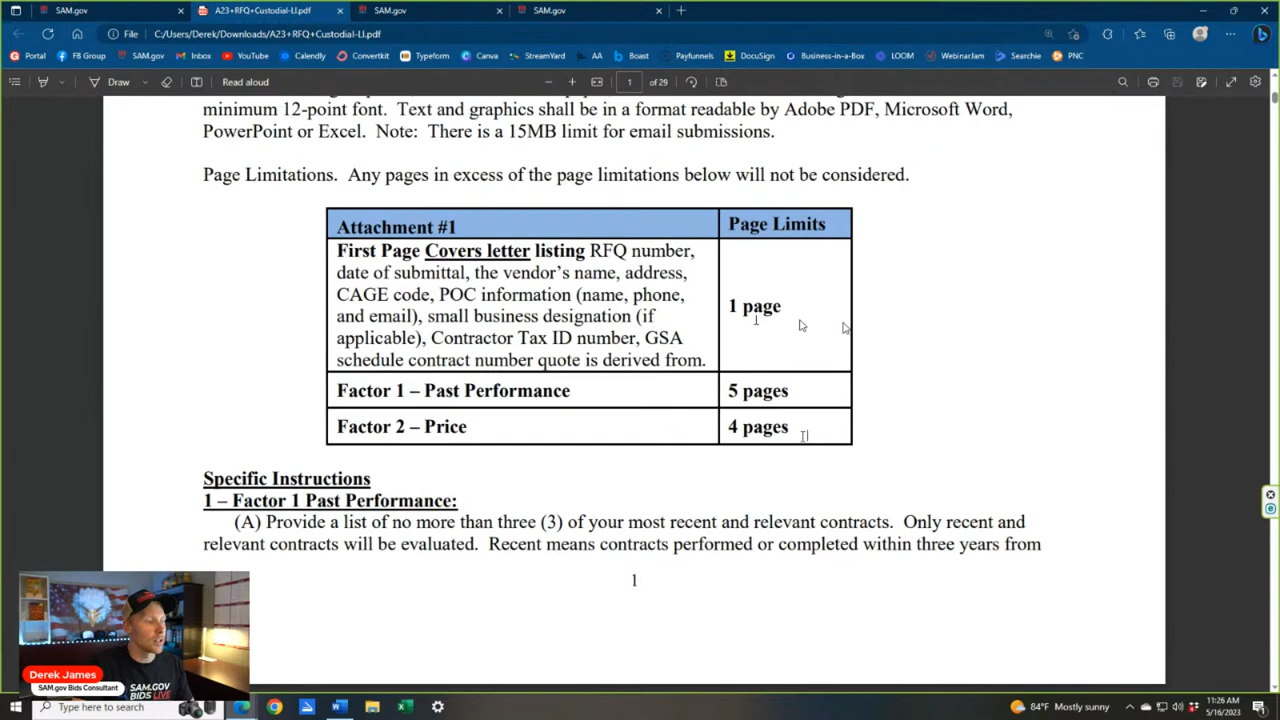 SAM.gov
A23+RFQ+Custodial-LI.pdf
SAM.gov
SAM.gov
File
C:/Users/Derek/Downloads/A23+RFQ+Custodial-LI.pdf
Portal
FB Group
SAM.gov
Inbox
YouTube
Calendly
Convertkit
Typeform
Canva
StreamYard
AA
Boast
Payfunnels
DocuSign
Business-in-a-Box
LOOM
WebinarJam
Searchie
PNC
Draw
Read aloud
1 of 29
minimum 12-point font. Text and graphics shall be in a format readable by Adobe PDF, Microsoft Word,
PowerPoint or Excel. Note: There is a 15MB limit for email submissions.
Page Limitations. Any pages in excess of the page limitations below will not be considered.
Attachment #1
Page Limits
First Page Covers letter listing RFQ number,
date of submittal, the vendor's name, address,
CAGE code, POC information (name, phone,
and email), small business designation (if
applicable), Contractor Tax ID number, GSA
schedule contract number quote is derived from.
1 page
Factor 1 – Past Performance
5 pages
Factor 2 – Price
4 pages
Specific Instructions
1 – Factor 1 Past Performance:
(A) Provide a list of no more than three (3) of your most recent and relevant contracts. Only recent and
relevant contracts will be evaluated. Recent means contracts performed or completed within three years from
1
SAM.GOV
BIDS LIVE
Derek James
SAM.gov Bids Consultant
Type here to search
84°F Mostly sunny
11:26 AM
5/16/2023